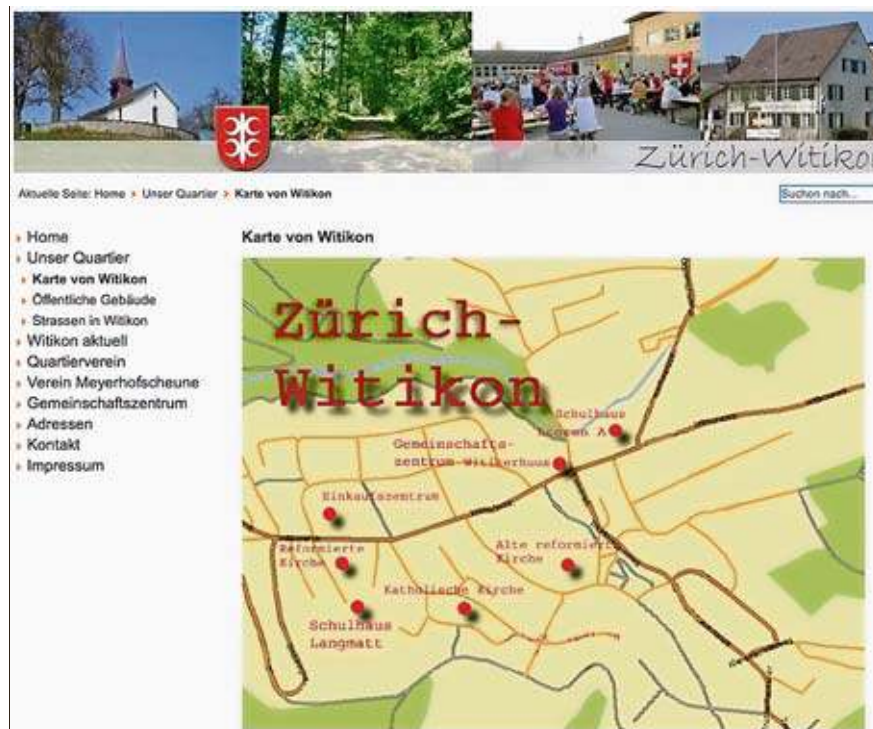 Zürich-Witikon
Aktuelle Seite: Home Unser Quartier Karte von Witikon
Suchen nach...
Home
Unser Quartier
Karte von Witikon
Öffentliche Gebäude
Strassen in Witikon
Witikon aktuell
Quartierverein
Verein Meyerhofscheune
Gemeinschaftszentrum
Adressen
Kontakt
Impressum
Karte von Witikon
Zürich-
Witikon
Schulhaus
Looren A
Gemeinschafts-
zentrum Witikerhuus
Einkaufszentrum
Reformierte
Kirche
Alte reformierte
Kirche
Katholische Kirche
Schulhaus
Langmatt